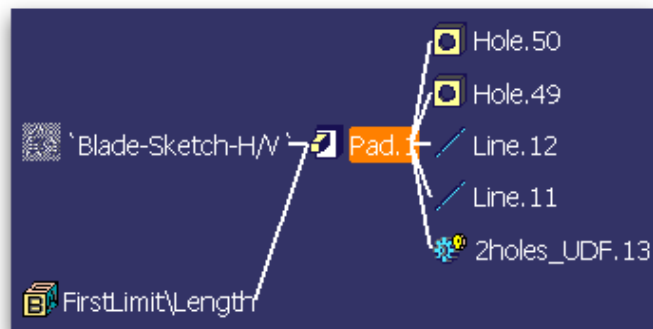 Hole.50
Hole.49
`Blade-Sketch-H/V`
Pad.1
Line.12
Line.11
2holes_UDF.13
FirstLimit\Length